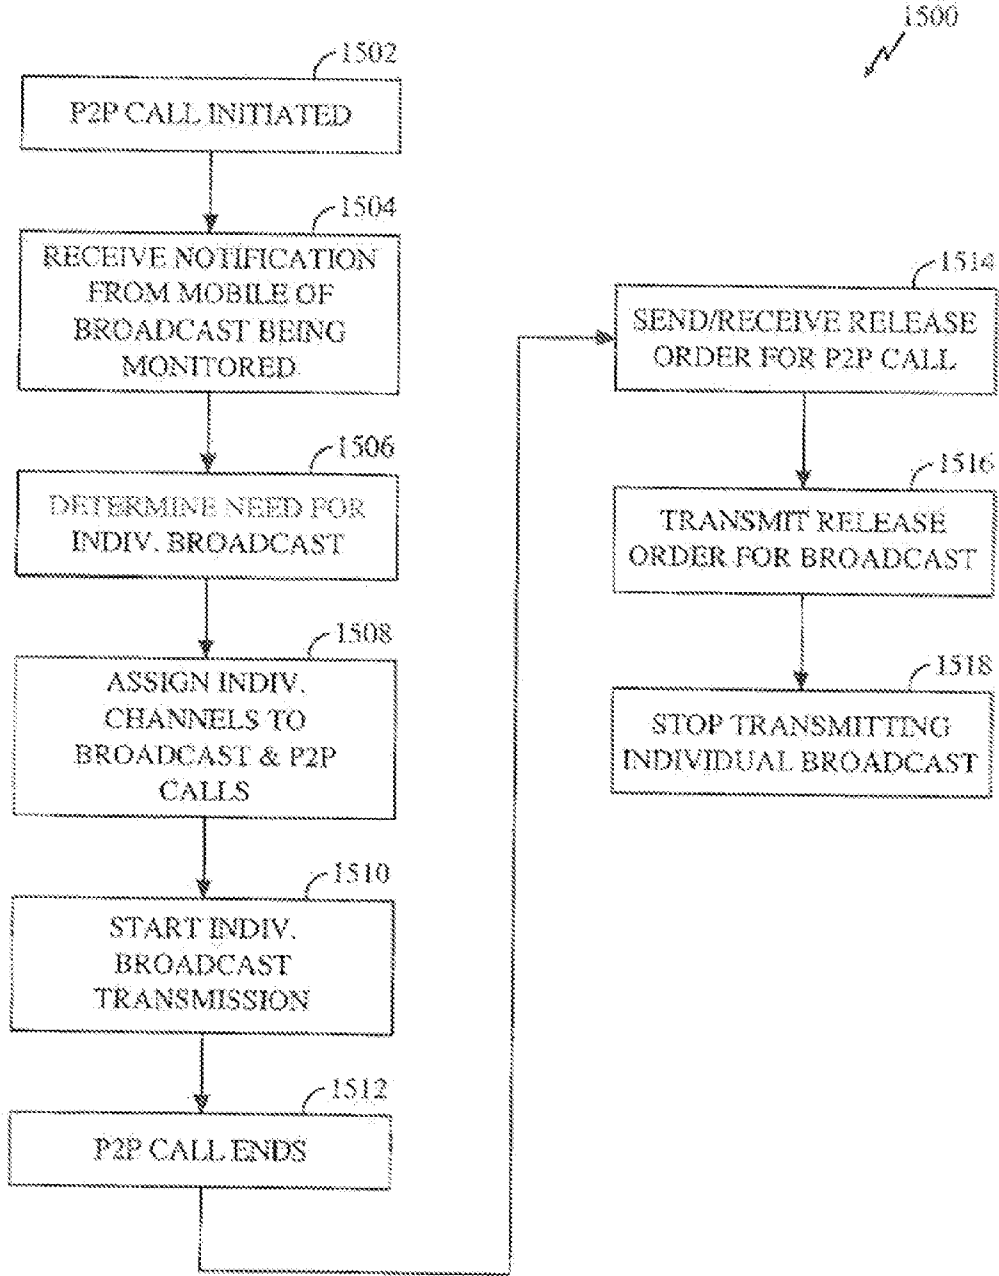 1500
1502
P2P CALL INITIATED
1504
RECEIVE NOTIFICATION
FROM MOBILE OF
BROADCAST BEING
MONITORED
1506
DETERMINE NEED FOR
INDIV. BROADCAST
1508
ASSIGN INDIV.
CHANNELS TO
BROADCAST & P2P
CALLS
1510
START INDIV.
BROADCAST
TRANSMISSION
1512
P2P CALL ENDS
1514
SEND/RECEIVE RELEASE
ORDER FOR P2P CALL
1516
TRANSMIT RELEASE
ORDER FOR BROADCAST
1518
STOP TRANSMITTING
INDIVIDUAL BROADCAST